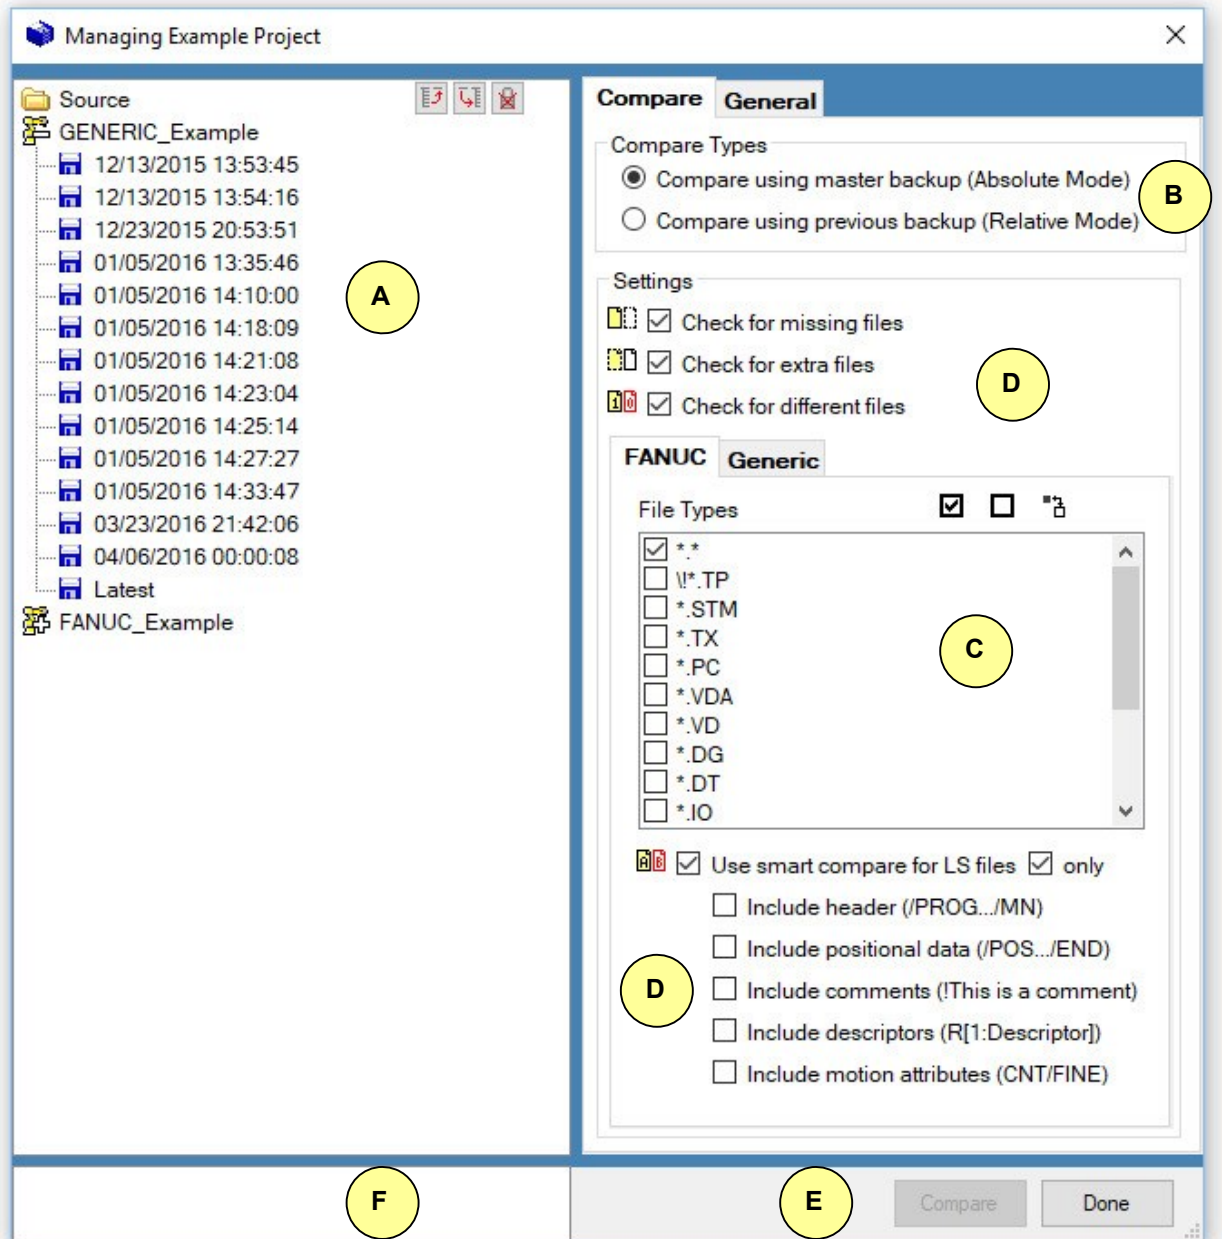 Managing Example Project
Source
GENERIC_Example
12/13/2015 13:53:45
12/13/2015 13:54:16
12/23/2015 20:53:51
01/05/2016 13:35:46
01/05/2016 14:10:00
01/05/2016 14:18:09
01/05/2016 14:21:08
01/05/2016 14:23:04
01/05/2016 14:25:14
01/05/2016 14:27:27
01/05/2016 14:33:47
03/23/2016 21:42:06
04/06/2016 00:00:08
Latest
FANUC_Example
A
Compare General
Compare Types
Compare using master backup (Absolute Mode)
Compare using previous backup (Relative Mode)
B
Settings
Check for missing files
Check for extra files
Check for different files
D
FANUC Generic
File Types
*.*
\!*.TP
*.STM
*.TX
*.PC
*.VDA
*.VD
*.DG
*.DT
*.IO
C
Use smart compare for LS files only
Include header (/PROG.../MN)
Include positional data (/POS.../END)
Include comments (!This is a comment)
Include descriptors (R[1:Descriptor])
Include motion attributes (CNT/FINE)
D
F
E
Compare
Done